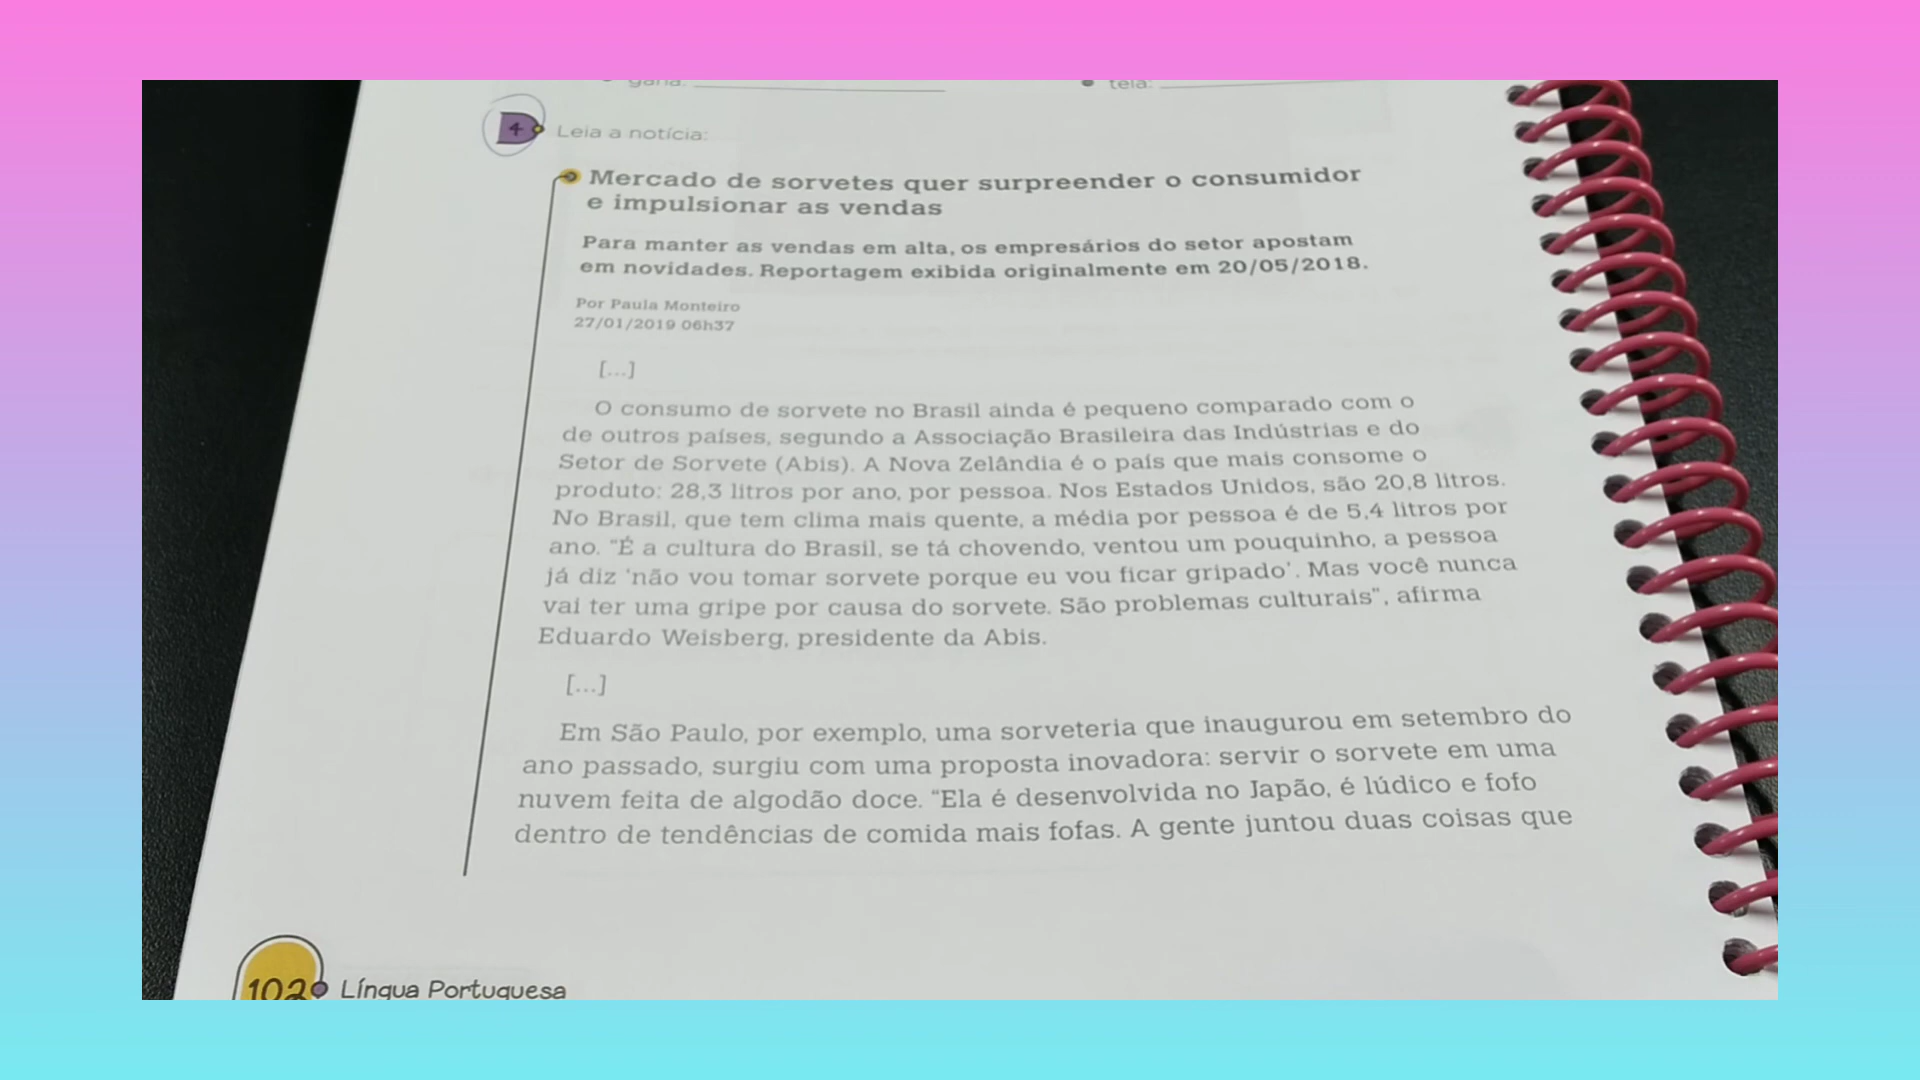 gana:
tela:
4 Leia a notícia:
Mercado de sorvetes quer surpreender o consumidor
e impulsionar as vendas
Para manter as vendas em alta, os empresários do setor apostam
em novidades. Reportagem exibida originalmente em 20/05/2018.
Por Paula Monteiro
27/01/2019 06h37
[...]
O consumo de sorvete no Brasil ainda é pequeno comparado com o
de outros países, segundo a Associação Brasileira das Indústrias e do
Setor de Sorvete (Abis). A Nova Zelândia é o país que mais consome o
produto: 28,3 litros por ano, por pessoa. Nos Estados Unidos, são 20,8 litros.
No Brasil, que tem clima mais quente, a média por pessoa é de 5,4 litros por
ano. “É a cultura do Brasil, se tá chovendo, ventou um pouquinho, a pessoa
já diz ‘não vou tomar sorvete porque eu vou ficar gripado’. Mas você nunca
vai ter uma gripe por causa do sorvete. São problemas culturais”, afirma
Eduardo Weisberg, presidente da Abis.
[...]
Em São Paulo, por exemplo, uma sorveteria que inaugurou em setembro do
ano passado, surgiu com uma proposta inovadora: servir o sorvete em uma
nuvem feita de algodão doce. “Ela é desenvolvida no Japão, é lúdico e fofo
dentro de tendências de comida mais fofas. A gente juntou duas coisas que
102 Língua Portuguesa